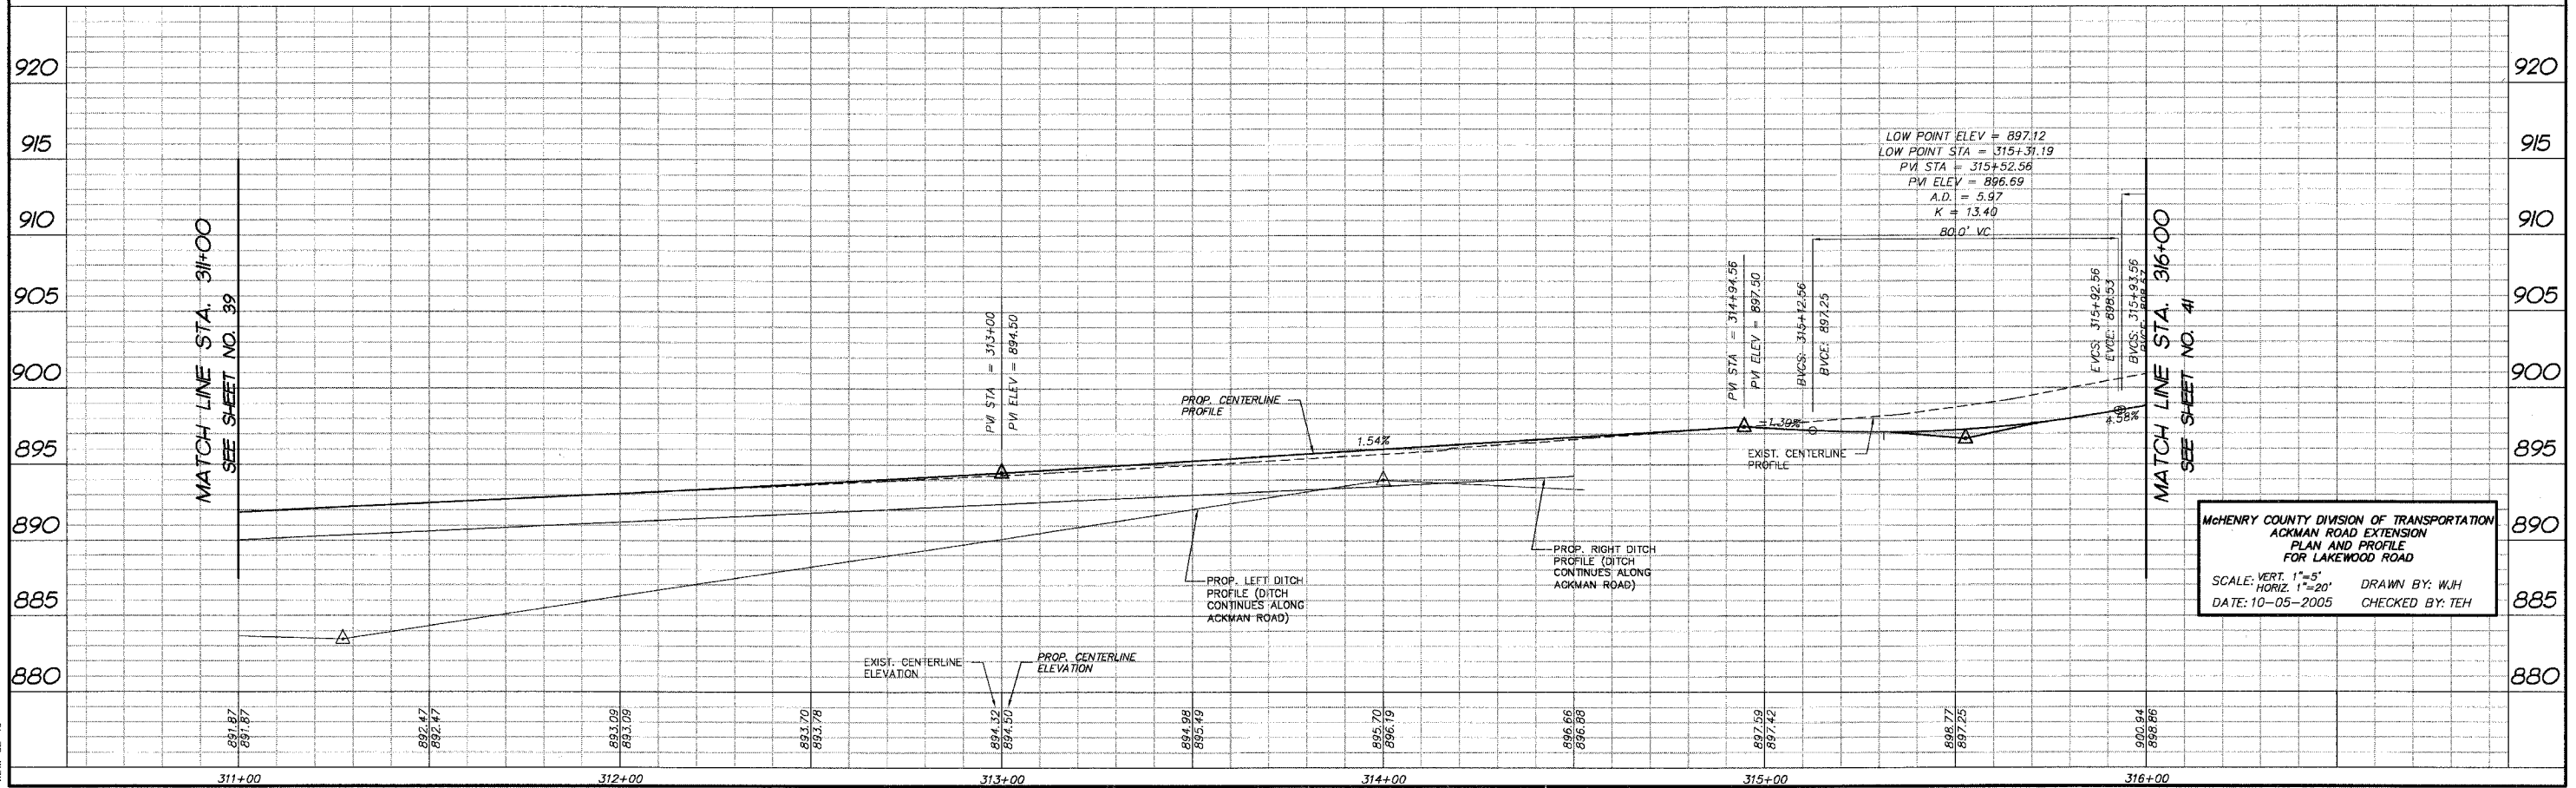 920
915
910
905
900
895
890
885
880
MATCH LINE STA. 311+00
SEE SHEET NO. 39
PVI STA = 313+00
PVI ELEV = 894.50
PROP. CENTERLINE
PROFILE
1.54%
PVI STA = 314+94.56
PVI ELEV = 897.50
-1.39%
BVCS: 315+12.56
BVCE: 897.25
LOW POINT ELEV = 897.12
LOW POINT STA = 315+31.19
PVI STA = 315+52.56
PVI ELEV = 896.69
A.D. = 5.97
K = 13.40
80.0' VC
EVCS: 315+92.56
EVCE: 898.53
BVCS: 315+93.56
4.58%
EXIST. CENTERLINE
PROFILE
MATCH LINE STA. 316+00
SEE SHEET NO. 41
PROP. LEFT DITCH
PROFILE (DITCH
CONTINUES ALONG
ACKMAN ROAD)
PROP. RIGHT DITCH
PROFILE (DITCH
CONTINUES ALONG
ACKMAN ROAD)
EXIST. CENTERLINE
ELEVATION
PROP. CENTERLINE
ELEVATION
920
915
910
905
900
895
890
885
880
McHENRY COUNTY DIVISION OF TRANSPORTATION
ACKMAN ROAD EXTENSION
PLAN AND PROFILE
FOR LAKEWOOD ROAD
SCALE: VERT. 1"=5'
HORIZ. 1"=20'
DRAWN BY: WJH
DATE: 10-05-2005
CHECKED BY: TEH
891.87
891.87
892.47
892.47
893.09
893.09
893.70
893.78
894.32
894.50
894.98
895.49
895.70
896.19
896.66
896.88
897.59
897.42
898.77
897.25
900.94
898.86
311+00
312+00
313+00
314+00
315+00
316+00